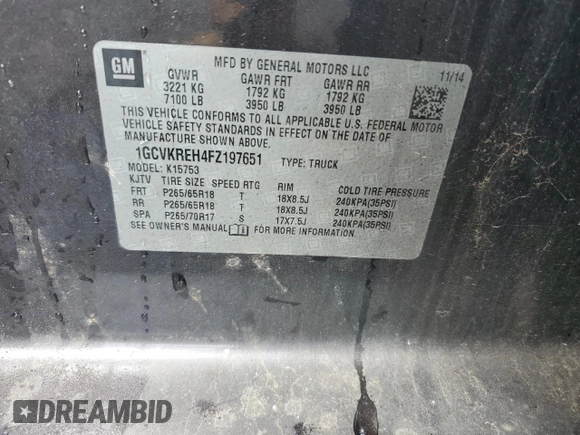 GM
MFD BY GENERAL MOTORS LLC
11/14
GVWR GAWR FRT GAWR RR
3221 KG 1792 KG 1792 KG
7100 LB 3950 LB 3950 LB
THIS VEHICLE CONFORMS TO ALL APPLICABLE U.S. FEDERAL MOTOR
VEHICLE SAFETY STANDARDS IN EFFECT ON THE DATE OF
MANUFACTURE SHOWN ABOVE.
1GCVKREH4FZ197651 TYPE: TRUCK
MODEL: K15753
KJTV TIRE SIZE SPEED RTG RIM COLD TIRE PRESSURE
FRT P265/65R18 T 18X8.5J 240KPA(35PSI)
RR P265/65R18 T 18X8.5J 240KPA(35PSI)
SPA P265/70R17 S 17X7.5J 240KPA(35PSI)
SEE OWNER'S MANUAL FOR MORE INFORMATION.
DREAMBID